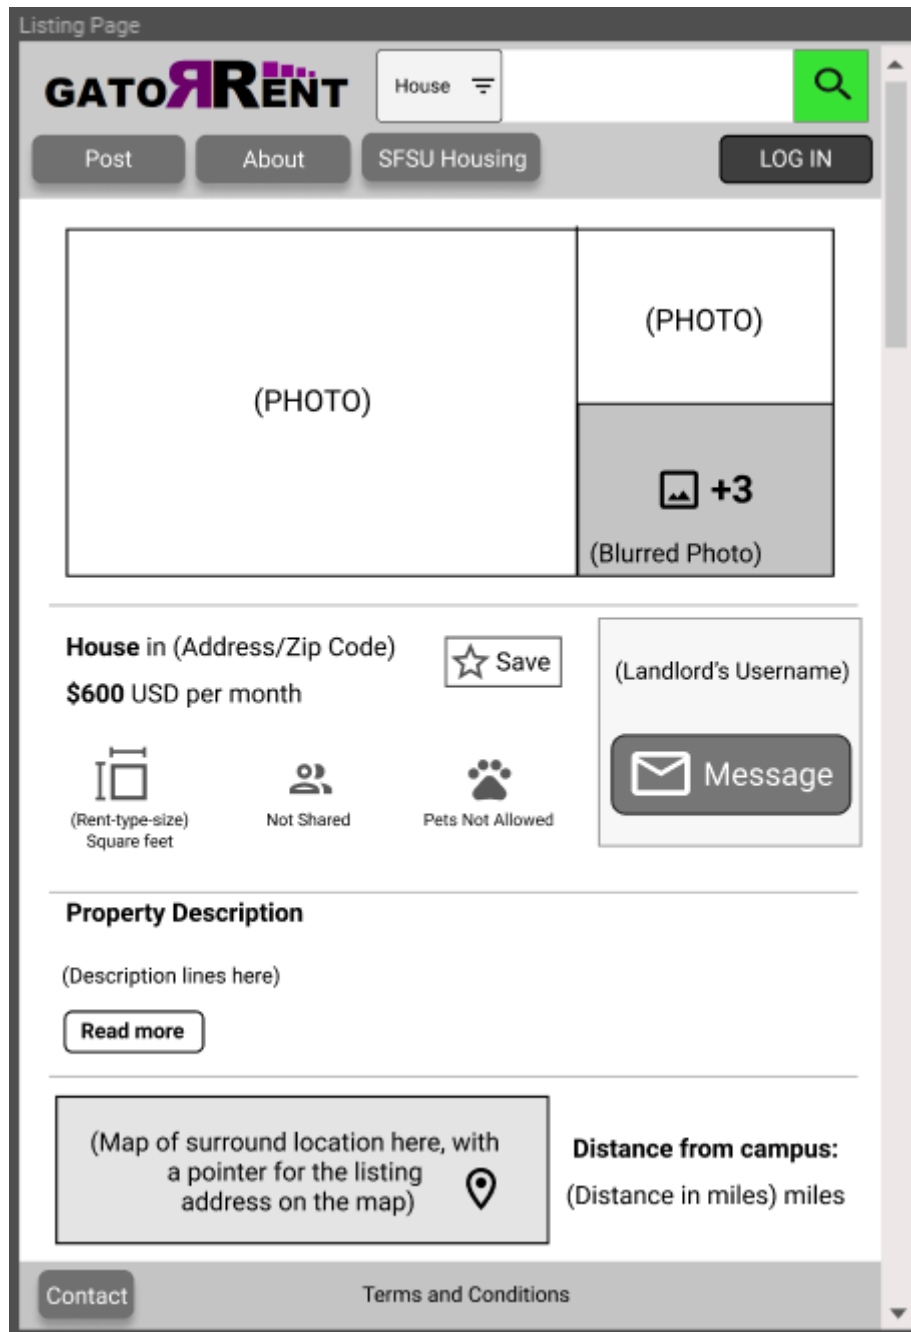 Listing Page
GATORRENT
House
Post
About
SFSU Housing
LOG IN
(PHOTO)
(PHOTO)
+3
(Blurred Photo)
House in (Address/Zip Code)
$600 USD per month
Save
(Rent-type-size)
Square feet
Not Shared
Pets Not Allowed
(Landlord's Username)
Message
Property Description
(Description lines here)
Read more
(Map of surround location here, with
a pointer for the listing
address on the map)
Distance from campus:
(Distance in miles) miles
Contact
Terms and Conditions